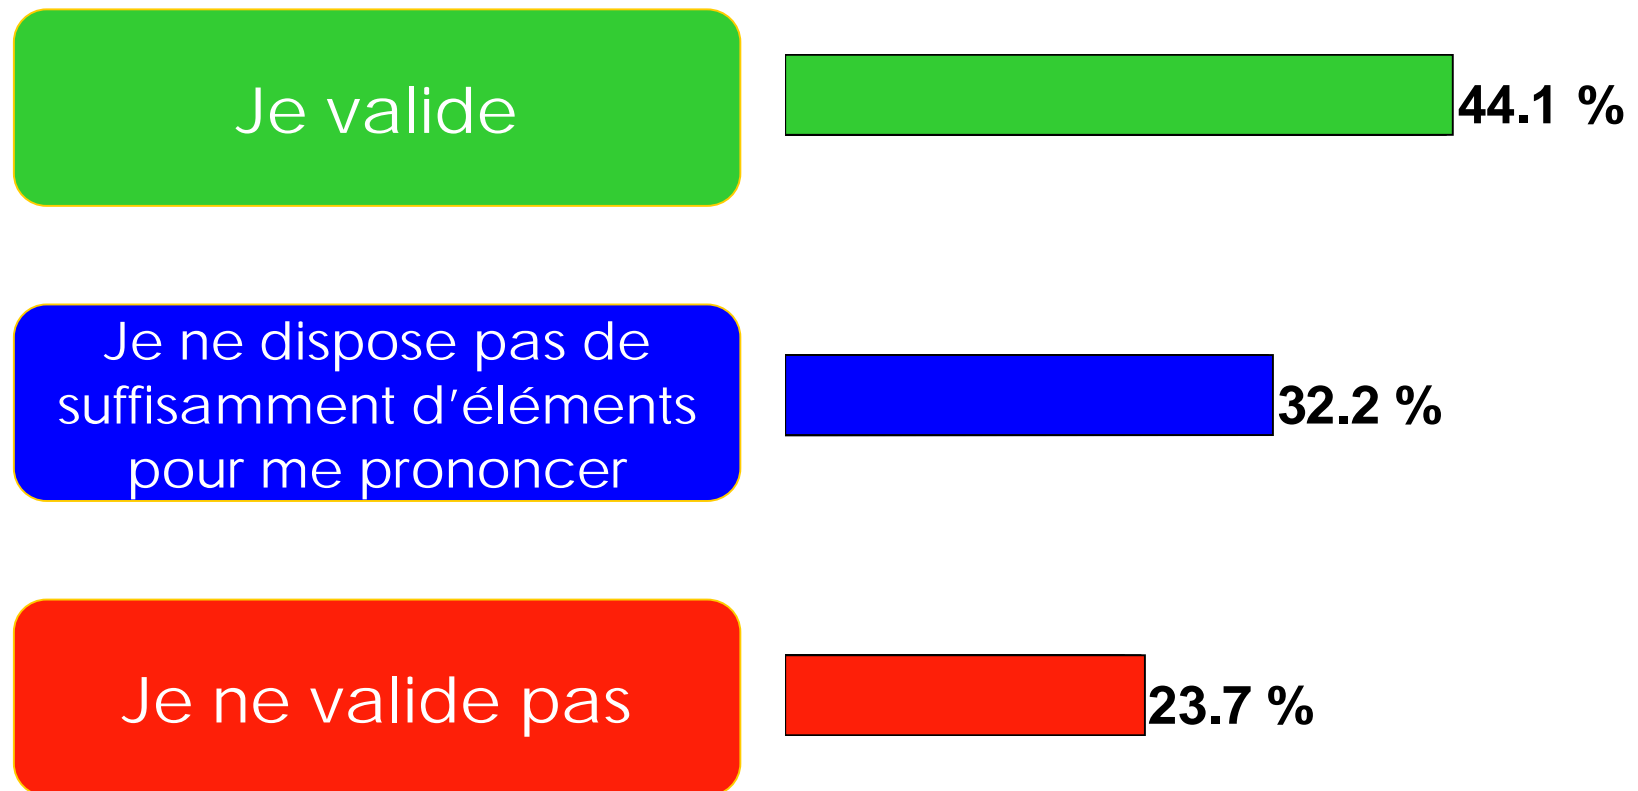 Je valide
44.1 %
Je ne dispose pas de
suffisamment d’éléments
pour me prononcer
32.2 %
Je ne valide pas
23.7 %